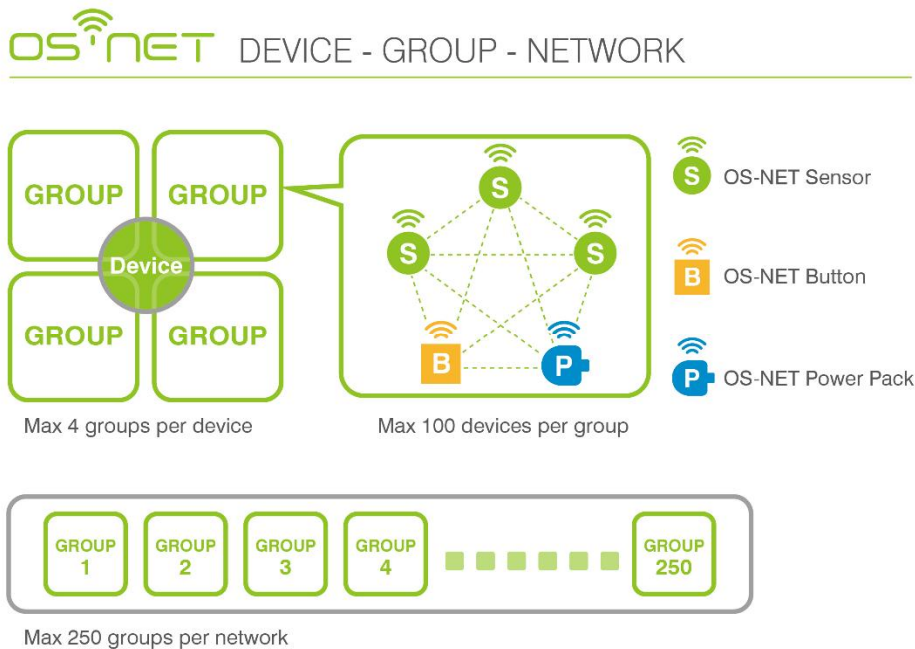 OS-NET DEVICE - GROUP - NETWORK
GROUP GROUP
Device
GROUP GROUP
Max 4 groups per device
S
S S
B P
Max 100 devices per group
S OS-NET Sensor
B OS-NET Button
P OS-NET Power Pack
GROUP 1
GROUP 2
GROUP 3
GROUP 4
GROUP 250
Max 250 groups per network